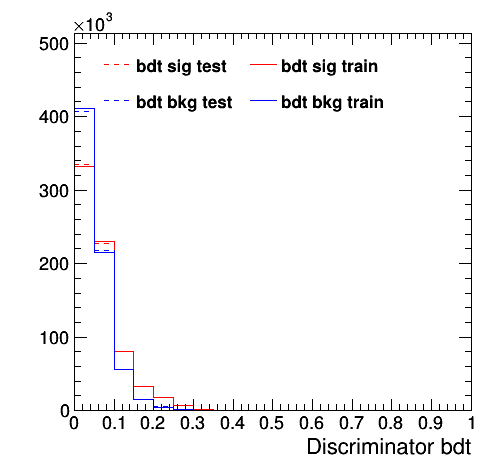 ×10³
500
bdt sig test
bdt sig train
bdt bkg test
bdt bkg train
400
300
200
100
0
0 0.1 0.2 0.3 0.4 0.5 0.6 0.7 0.8 0.9 1
Discriminator bdt